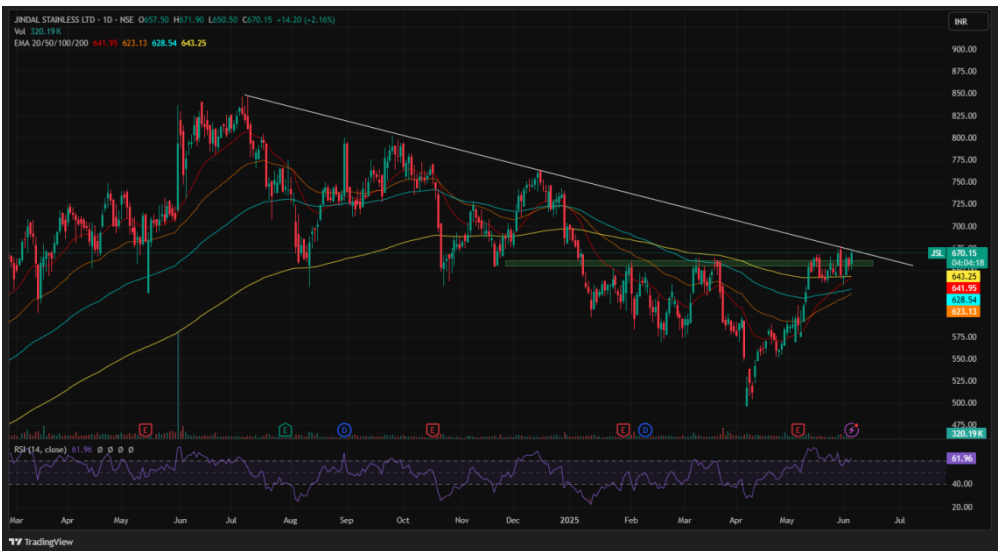 JINDAL STAINLESS LTD · 1D · NSE O657.50 H671.90 L650.50 C670.15 +14.20 (+2.16%)
INR
Vol 320.19K
EMA 20/50/100/200 641.95 623.13 628.54 643.25
900.00
875.00
850.00
825.00
800.00
775.00
750.00
725.00
700.00
JSL 670.15
04:04:18
643.25
641.95
628.54
623.13
575.00
550.00
525.00
500.00
475.00
E E D E E D E
320.19K
RSI (14, close) 61.96 Ø Ø Ø Ø
61.96
40.00
20.00
Mar Apr May Jun Jul Aug Sep Oct Nov Dec 2025 Feb Mar Apr May Jun Jul
TradingView